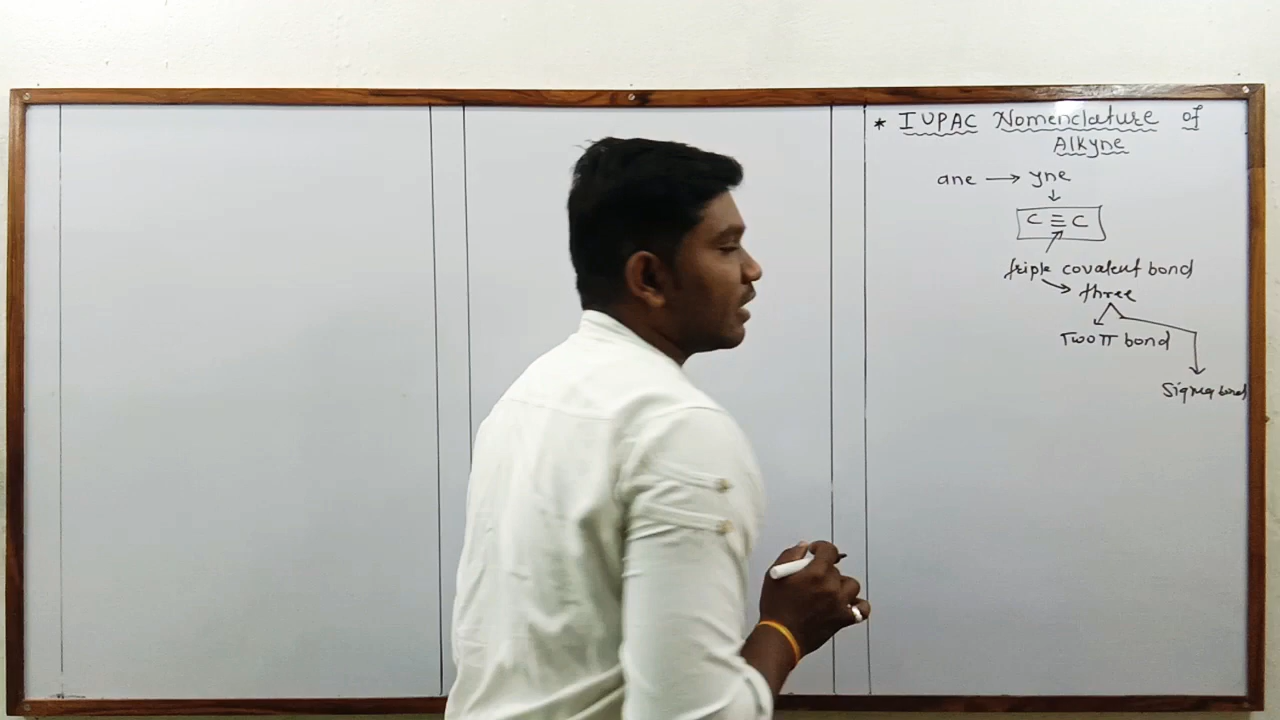 * IUPAC Nomenclature of
Alkyne
ane → yne
↓
C ≡ C
triple covalent bond
→ three
Two π bond
Sigma bond